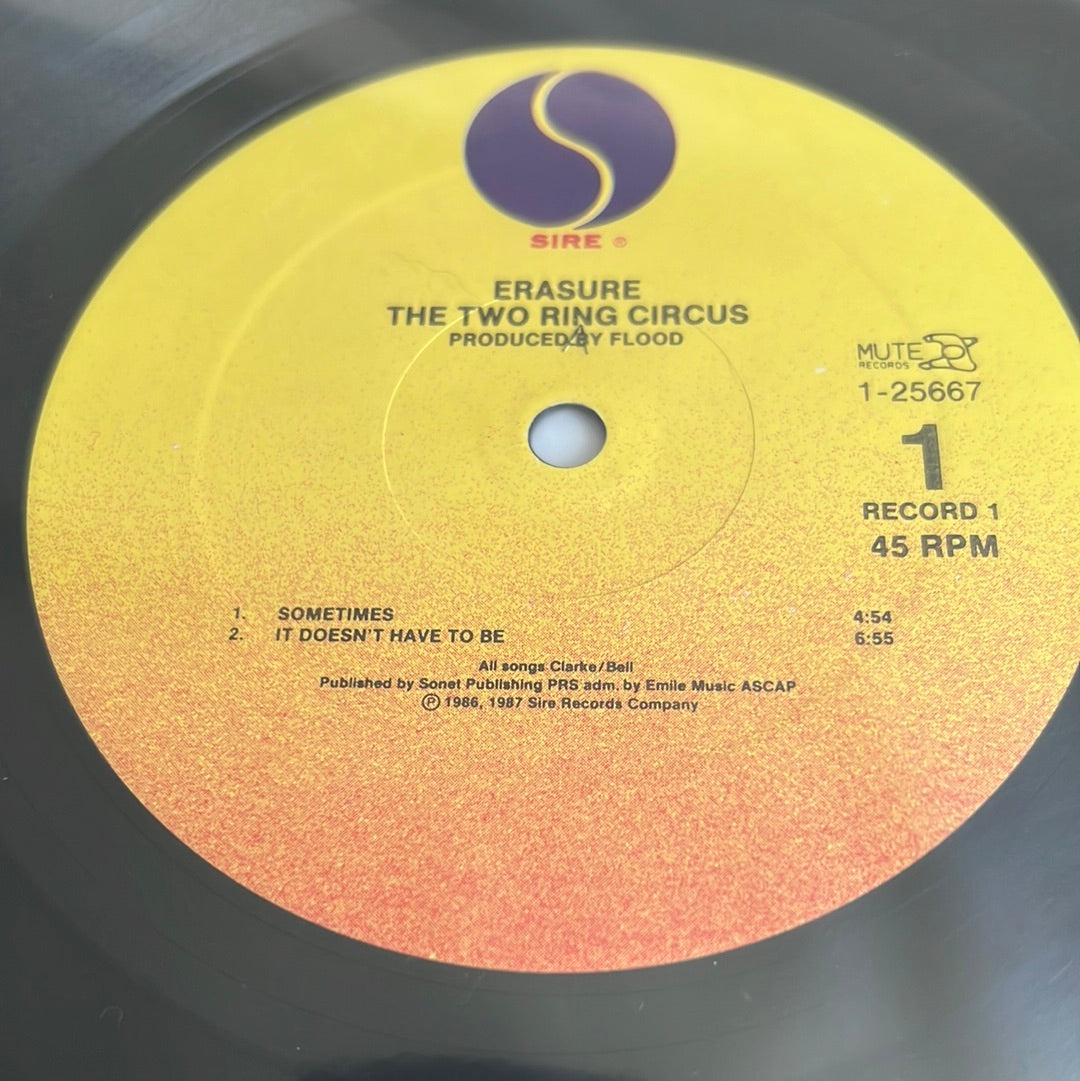 SIRE ®
ERASURE
THE TWO RING CIRCUS
PRODUCED BY FLOOD
MUTE
RECORDS
1-25667
1
RECORD 1
45 RPM
1. SOMETIMES 4:54
2. IT DOESN'T HAVE TO BE 6:55
All songs Clarke/Bell
Published by Sonet Publishing PRS adm. by Emile Music ASCAP
℗ 1986, 1987 Sire Records Company